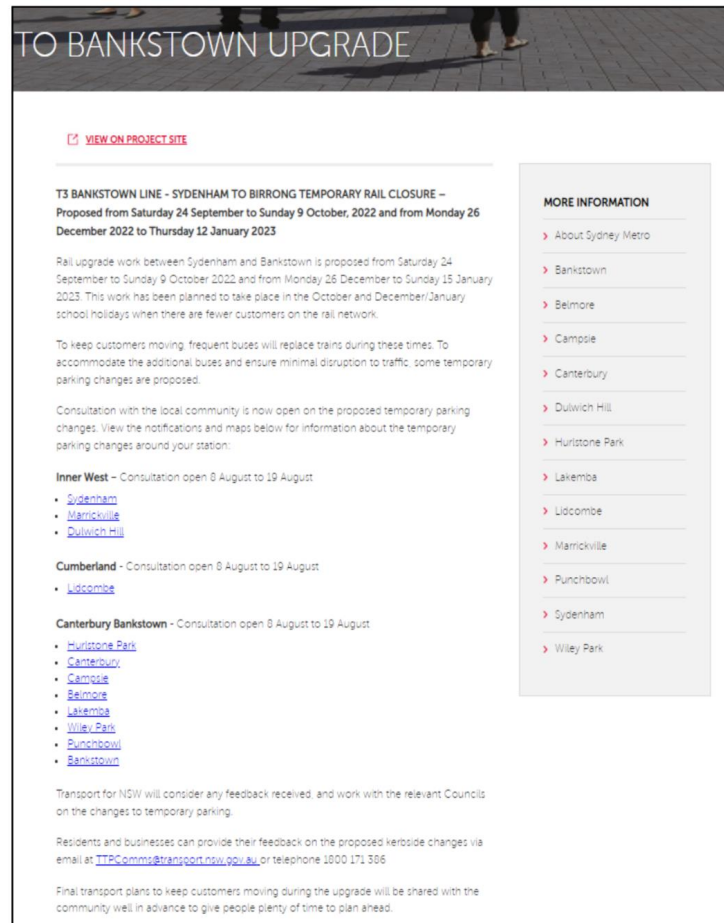 TO BANKSTOWN UPGRADE
VIEW ON PROJECT SITE
T3 BANKSTOWN LINE - SYDENHAM TO BIRRONG TEMPORARY RAIL CLOSURE –
Proposed from Saturday 24 September to Sunday 9 October, 2022 and from Monday 26
December 2022 to Thursday 12 January 2023
Rail upgrade work between Sydenham and Bankstown is proposed from Saturday 24
September to Sunday 9 October 2022 and from Monday 26 December to Sunday 15 January
2023. This work has been planned to take place in the October and December/January
school holidays when there are fewer customers on the rail network.
To keep customers moving, frequent buses will replace trains during these times. To
accommodate the additional buses and ensure minimal disruption to traffic, some temporary
parking changes are proposed.
Consultation with the local community is now open on the proposed temporary parking
changes. View the notifications and maps below for information about the temporary
parking changes around your station:
Inner West – Consultation open 8 August to 19 August
• Sydenham
• Marrickville
• Dulwich Hill
Cumberland - Consultation open 8 August to 19 August
• Lidcombe
Canterbury Bankstown - Consultation open 8 August to 19 August
• Hurlstone Park
• Canterbury
• Campsie
• Belmore
• Lakemba
• Wiley Park
• Punchbowl
• Bankstown
Transport for NSW will consider any feedback received, and work with the relevant Councils
on the changes to temporary parking.
Residents and businesses can provide their feedback on the proposed kerbside changes via
email at TTPComms@transport.nsw.gov.au or telephone 1800 171 386
Final transport plans to keep customers moving during the upgrade will be shared with the
community well in advance to give people plenty of time to plan ahead.
MORE INFORMATION
About Sydney Metro
Bankstown
Belmore
Campsie
Canterbury
Dulwich Hill
Hurlstone Park
Lakemba
Lidcombe
Marrickville
Punchbowl
Sydenham
Wiley Park